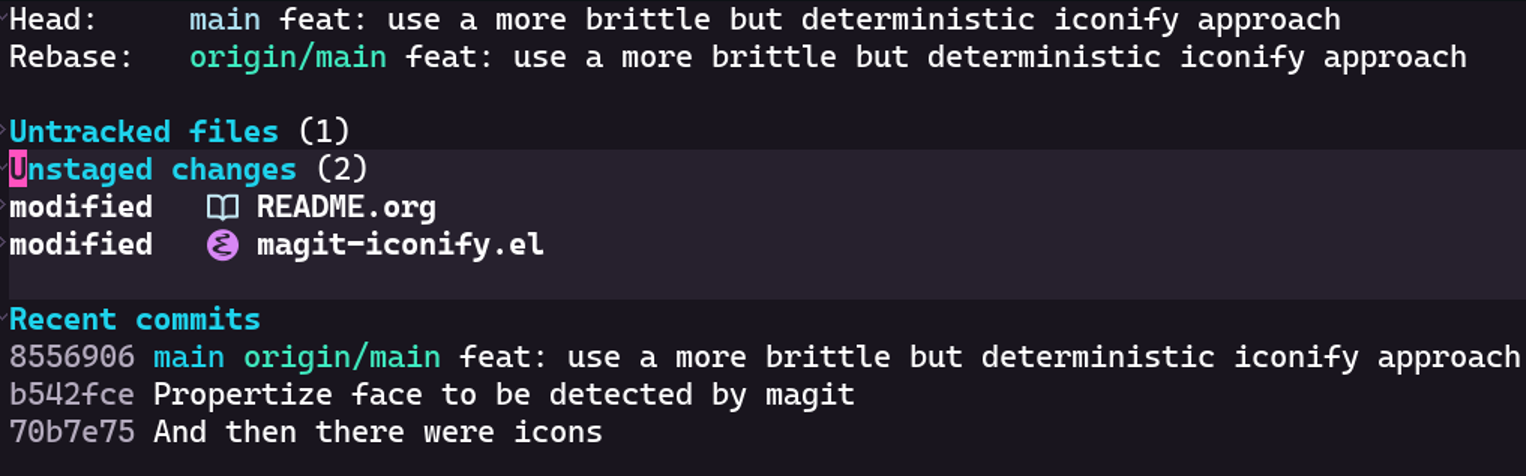 Head:     main feat: use a more brittle but deterministic iconify approach
Rebase:   origin/main feat: use a more brittle but deterministic iconify approach
Untracked files (1)
Unstaged changes (2)
modified   README.org
modified   magit-iconify.el
Recent commits
8556906 main origin/main feat: use a more brittle but deterministic iconify approach
b542fce Propertize face to be detected by magit
70b7e75 And then there were icons